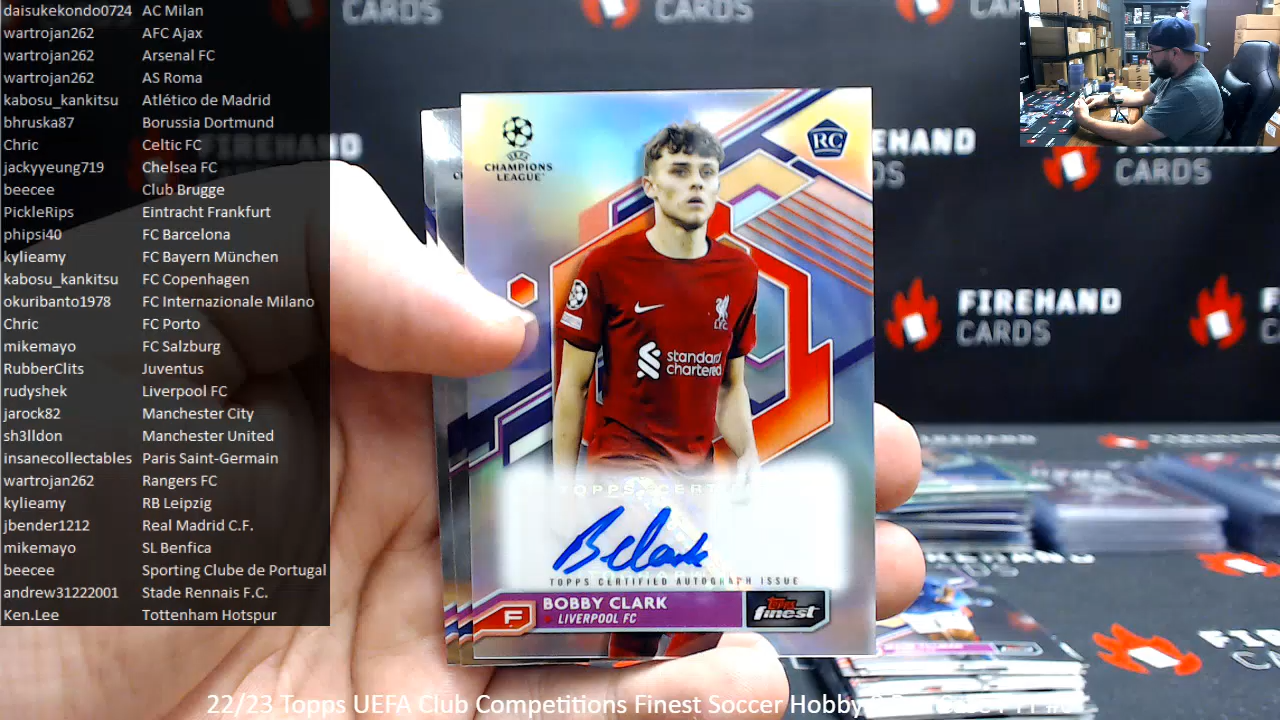 daisukekondo0724 AC Milan
wartrojan262 AFC Ajax
wartrojan262 Arsenal FC
wartrojan262 AS Roma
kabosu_kankitsu Atlético de Madrid
bhruska87 Borussia Dortmund
Chric Celtic FC
jackyyeung719 Chelsea FC
beecee Club Brugge
PickleRips Eintracht Frankfurt
phipsi40 FC Barcelona
kylieamy FC Bayern München
kabosu_kankitsu FC Copenhagen
okuribanto1978 FC Internazionale Milano
Chric FC Porto
mikemayo FC Salzburg
RubberClits Juventus
rudyshek Liverpool FC
jarock82 Manchester City
sh3lldon Manchester United
insanecollectables Paris Saint-Germain
wartrojan262 Rangers FC
kylieamy RB Leipzig
jbender1212 Real Madrid C.F.
mikemayo SL Benfica
beecee Sporting Clube de Portugal
andrew31222001 Stade Rennais F.C.
Ken.Lee Tottenham Hotspur
CARDS
CARDS
UEFA
CHAMPIONS
LEAGUE
RC
FIREHAND
CARDS
FIREHAND
CARDS
LFC
standard
chartered
TOPPS CERT
B Clark
TOPPS CERTIFIED AUTOGRAPH ISSUE
F
BOBBY CLARK
LIVERPOOL FC
Topps
finest
22/23 Topps UEFA Club Competitions Finest Soccer Hobby